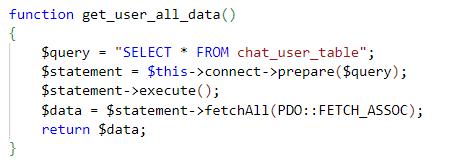 function get_user_all_data()
{
    $query = "SELECT * FROM chat_user_table";
    $statement = $this->connect->prepare($query);
    $statement->execute();
    $data = $statement->fetchAll(PDO::FETCH_ASSOC);
    return $data;
}